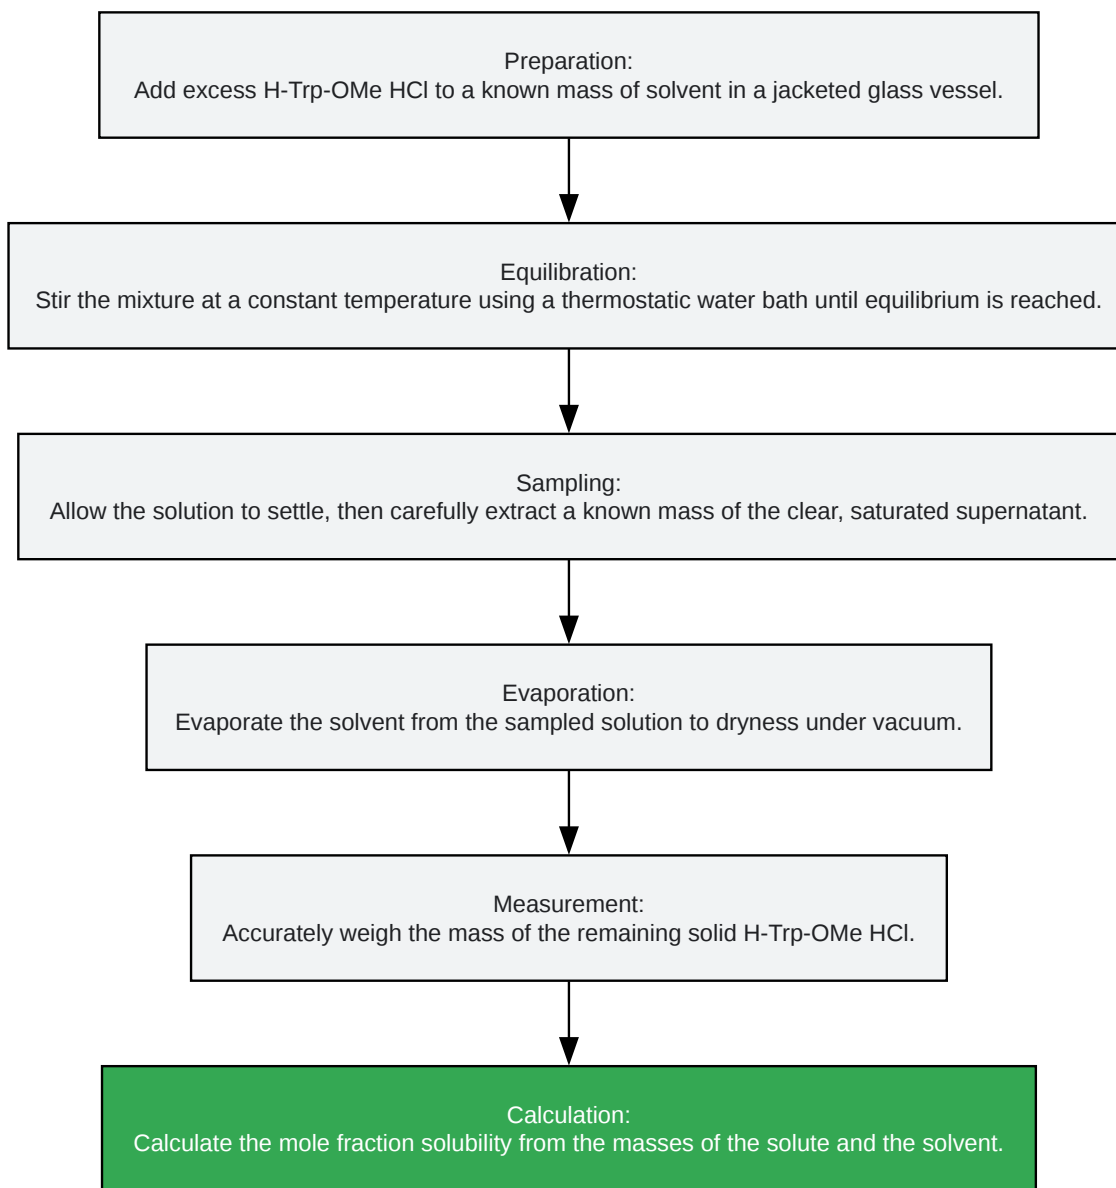 Preparation:
Add excess H-Trp-OMe HCl to a known mass of solvent in a jacketed glass vessel.
Equilibration:
Stir the mixture at a constant temperature using a thermostatic water bath until equilibrium is reached.
Sampling:
Allow the solution to settle, then carefully extract a known mass of the clear, saturated supernatant.
Evaporation:
Evaporate the solvent from the sampled solution to dryness under vacuum.
Measurement:
Accurately weigh the mass of the remaining solid H-Trp-OMe HCl.
Calculation:
Calculate the mole fraction solubility from the masses of the solute and the solvent.